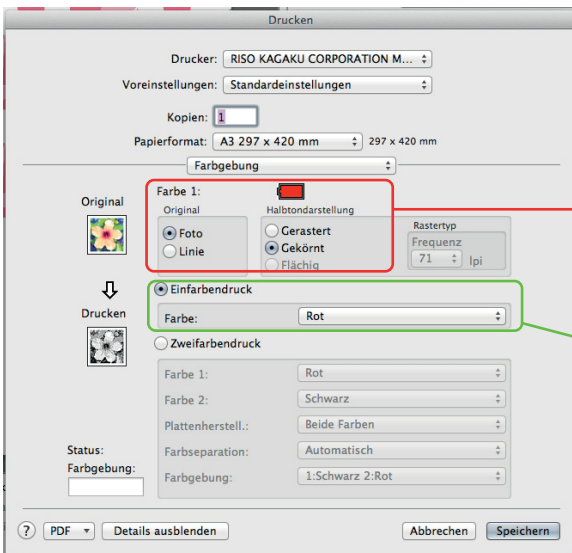 Drucken
Drucker: RISO KAGAKU CORPORATION M...
Voreinstellungen: Standardeinstellungen
Kopien: 1
Papierformat: A3 297 x 420 mm 297 x 420 mm
Farbgebung
Original
Farbe 1:
Original
Foto
Linie
Halbtondarstellung
Gerastert
Gekörnt
Flächig
Rastertyp
Frequenz
71 lpi
Drucken
Einfarbendruck
Farbe: Rot
Zweifarbendruck
Farbe 1: Rot
Farbe 2: Schwarz
Plattenherstell.: Beide Farben
Farbseparation: Automatisch
Farbgebung: 1:Schwarz 2:Rot
Status:
Farbgebung:
? PDF Details ausblenden Abbrechen Speichern